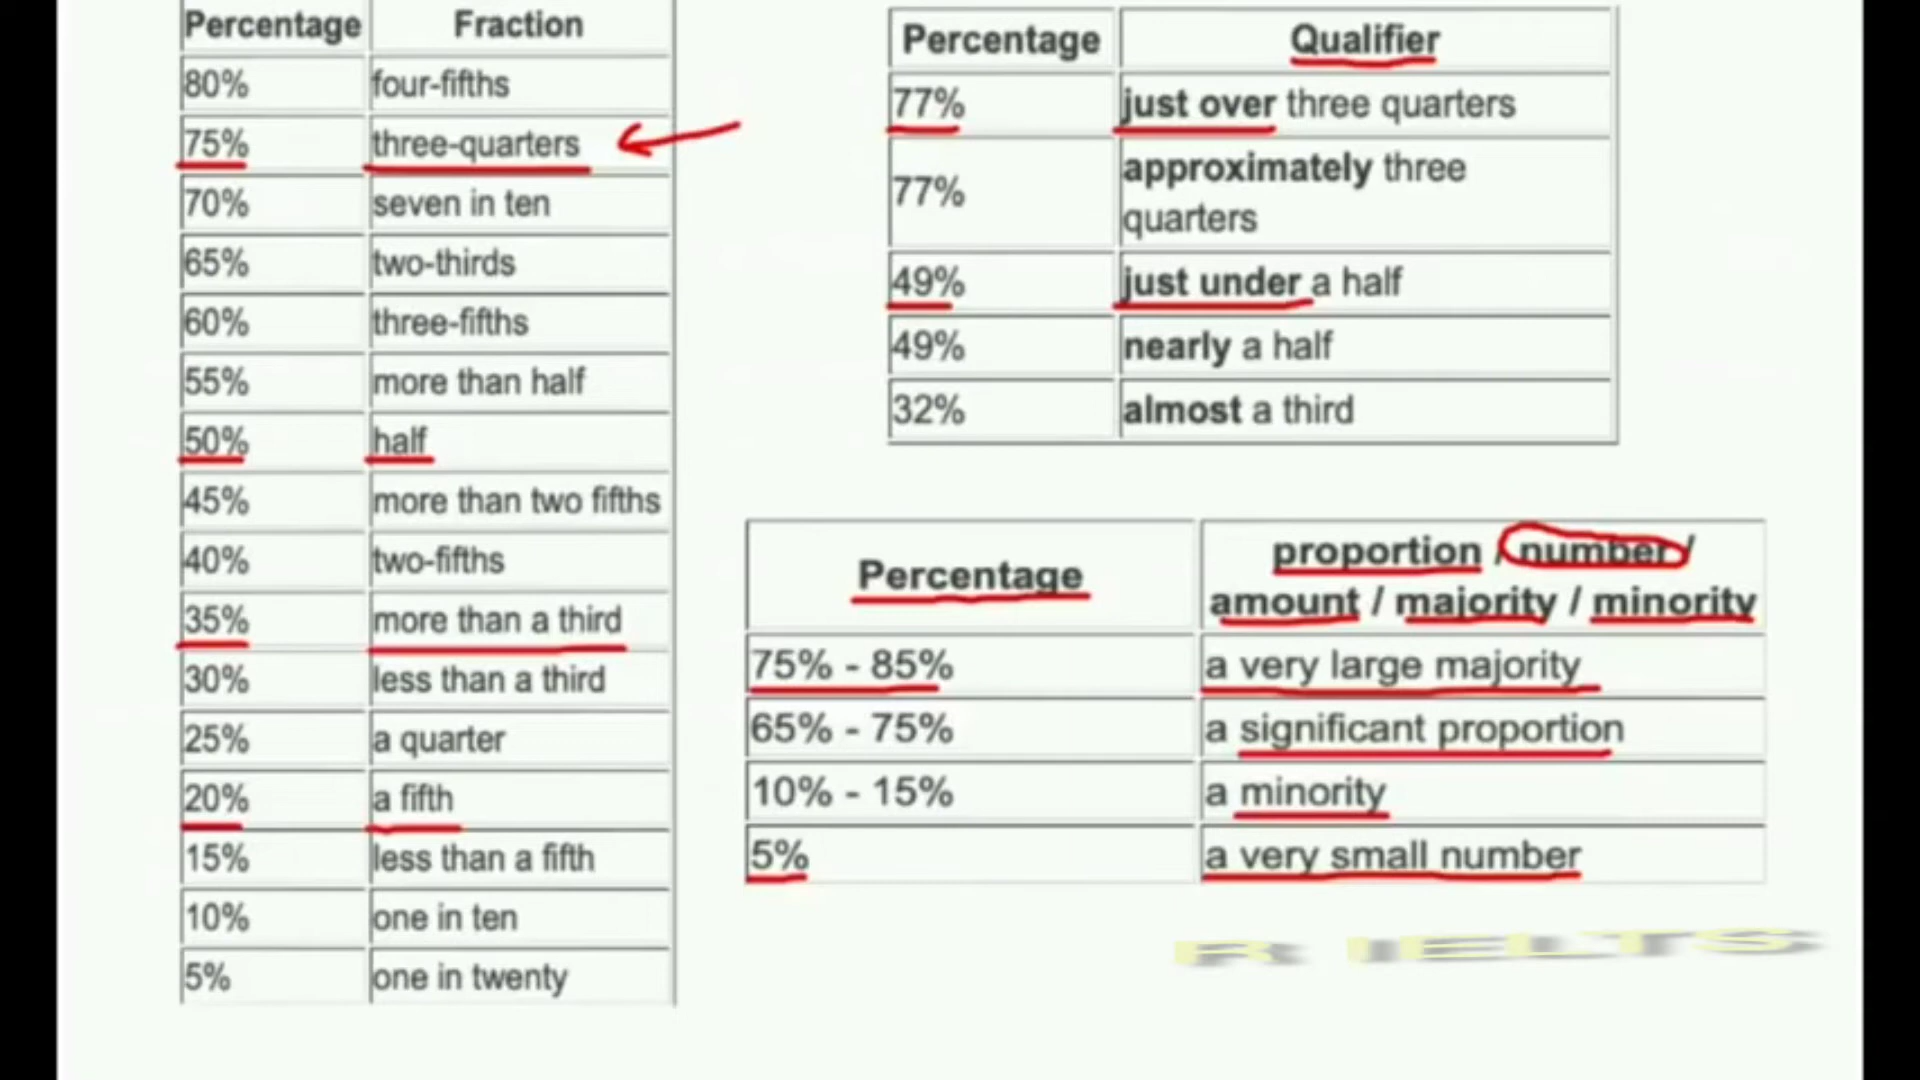 Percentage Fraction
80% four-fifths
75% three-quarters
70% seven in ten
65% two-thirds
60% three-fifths
55% more than half
50% half
45% more than two fifths
40% two-fifths
35% more than a third
30% less than a third
25% a quarter
20% a fifth
15% less than a fifth
10% one in ten
5% one in twenty
Percentage Qualifier
77% just over three quarters
77% approximately three
quarters
49% just under a half
49% nearly a half
32% almost a third
Percentage
proportion / number /
amount / majority / minority
75% - 85% a very large majority
65% - 75% a significant proportion
10% - 15% a minority
5% a very small number
R IELTS